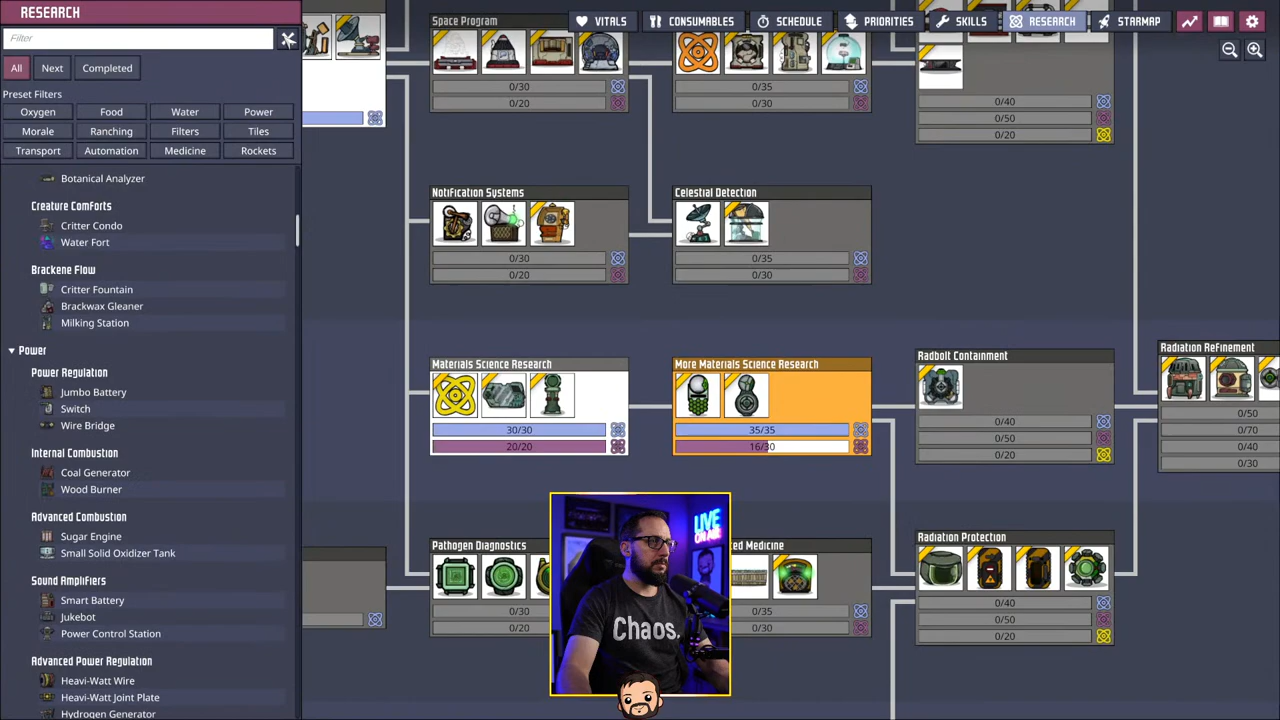 RESEARCH
Filter
All
Next
Completed
Preset Filters
Oxygen
Food
Water
Power
Morale
Ranching
Filters
Tiles
Transport
Automation
Medicine
Rockets
Botanical Analyzer
Creature Comforts
Critter Condo
Water Fort
Brackene Flow
Critter Fountain
Brackwax Gleaner
Milking Station
Power
Power Regulation
Jumbo Battery
Switch
Wire Bridge
Internal Combustion
Coal Generator
Wood Burner
Advanced Combustion
Sugar Engine
Small Solid Oxidizer Tank
Sound Amplifiers
Smart Battery
Jukebot
Power Control Station
Advanced Power Regulation
Heavi-Watt Wire
Heavi-Watt Joint Plate
Hydrogen Generator
VITALS
CONSUMABLES
SCHEDULE
PRIORITIES
SKILLS
RESEARCH
STARMAP
Space Program
0/30
0/20
0/35
0/30
0/40
0/50
0/20
Notification Systems
0/30
0/20
Celestial Detection
0/35
0/30
Materials Science Research
30/30
20/20
More Materials Science Research
35/35
16/30
Radbolt Containment
0/40
0/50
0/20
Radiation Refinement
0/50
0/70
0/40
0/30
Pathogen Diagnostics
0/30
0/20
ed Medicine
0/35
0/30
Radiation Protection
0/40
0/50
0/20
LIVE
ON AIR
Chaos.